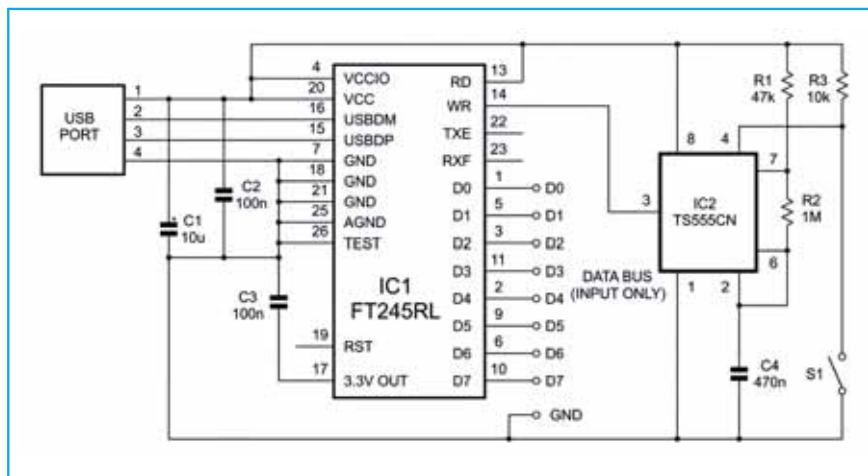 USB
PORT
1
2
3
4
C1
10u
C2
100n
C3
100n
4
20
16
15
7
18
21
25
26
19
17
VCCIO
VCC
USBDM
USBDP
GND
GND
GND
AGND
TEST
RST
3.3V OUT
IC1
FT245RL
RD
WR
TXE
RXF
D0
D1
D2
D3
D4
D5
D6
D7
13
14
22
23
1
5
3
11
2
9
6
10
D0
D1
D2
D3
D4
D5
D6
D7
GND
DATA BUS
(INPUT ONLY)
8
4
7
3
6
1
2
IC2
TS555CN
R1
47k
R3
10k
R2
1M
C4
470n
S1
+